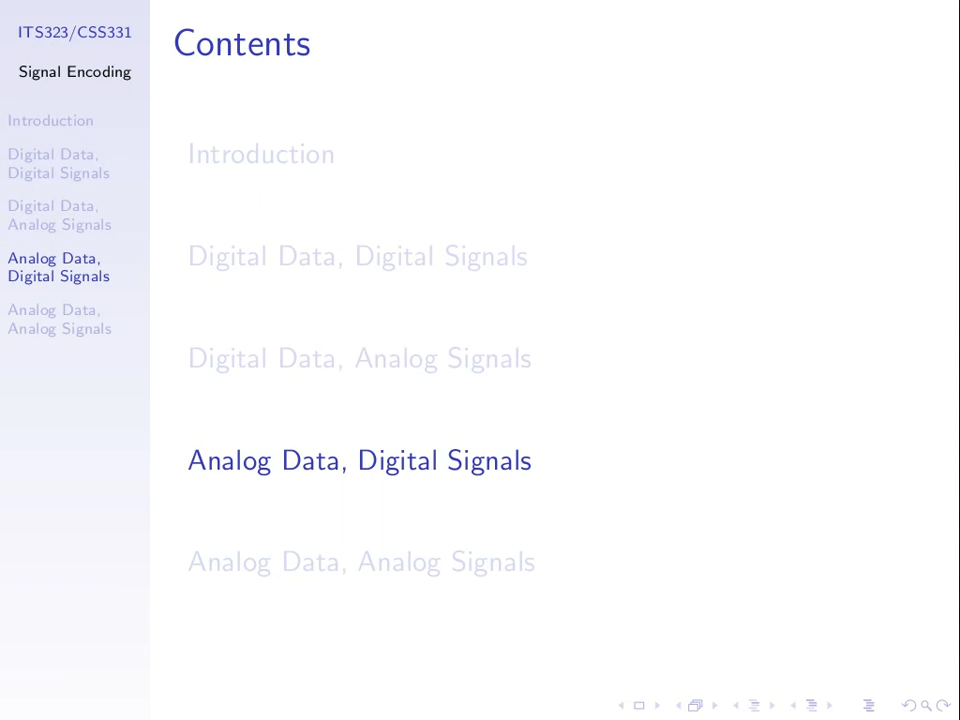 ITS323/CSS331
Signal Encoding
Introduction
Digital Data,
Digital Signals
Digital Data,
Analog Signals
Analog Data,
Digital Signals
Analog Data,
Analog Signals
Contents
Introduction
Digital Data, Digital Signals
Digital Data, Analog Signals
Analog Data, Digital Signals
Analog Data, Analog Signals